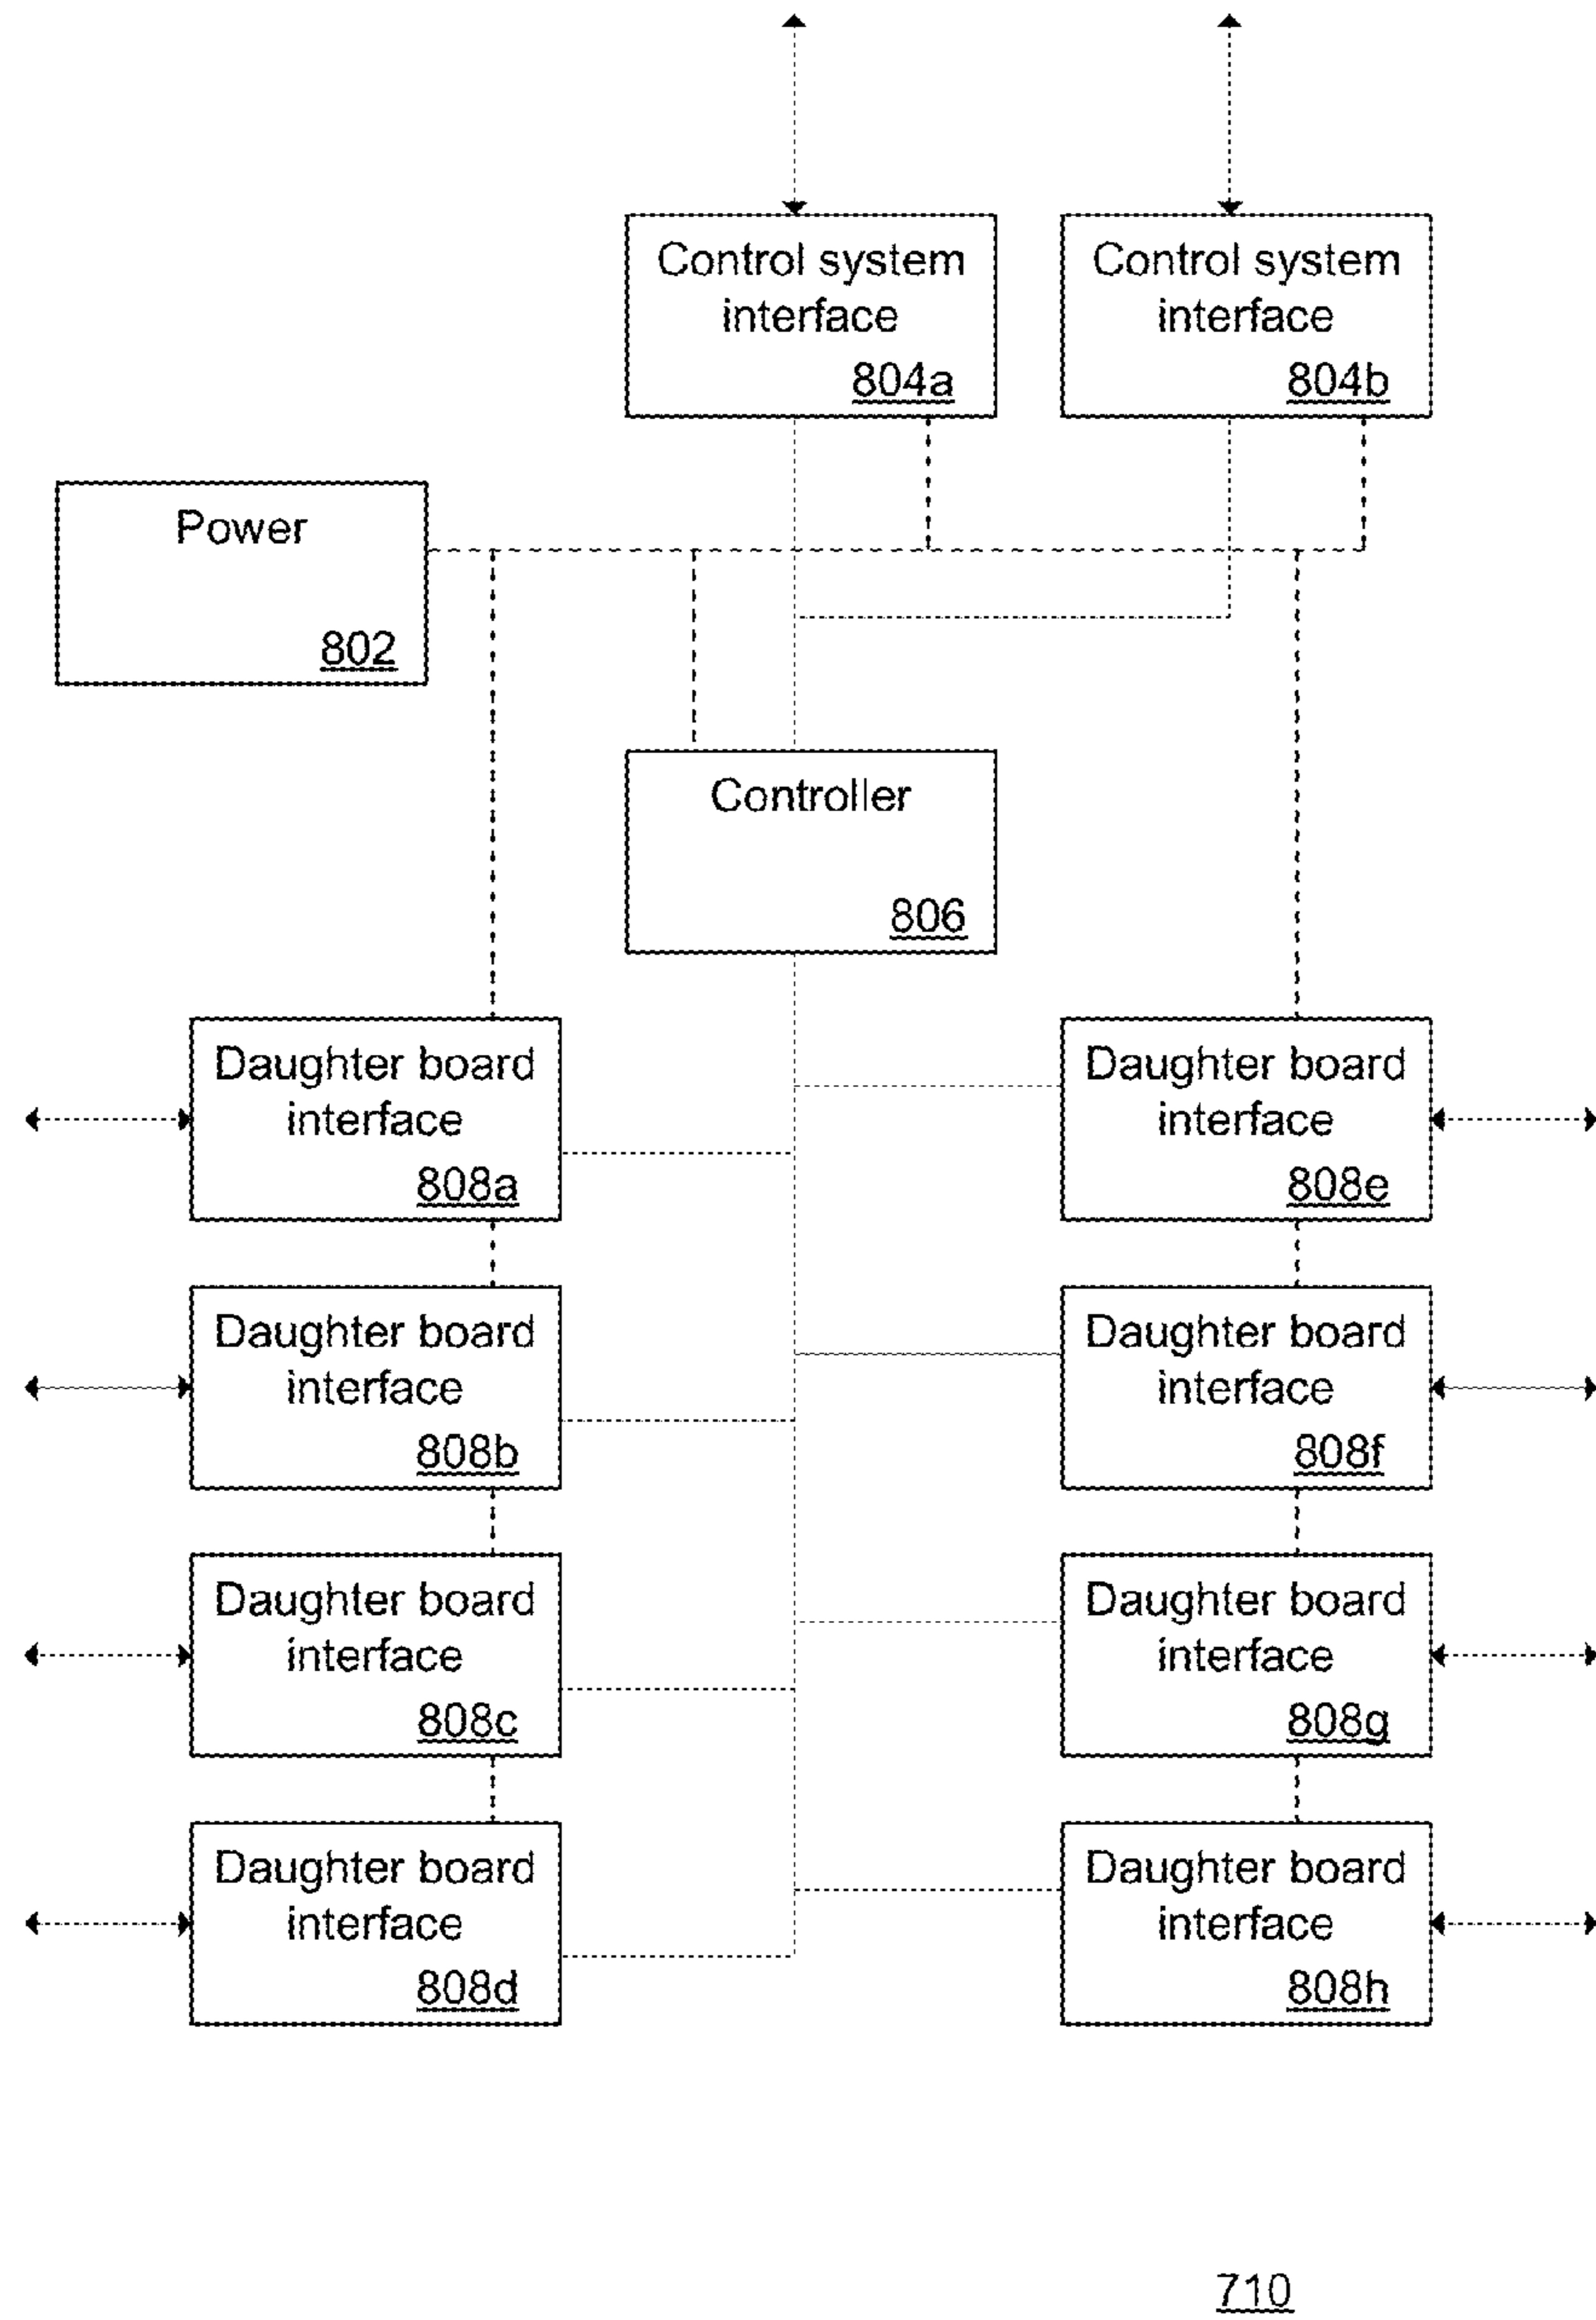 Control system
interface
804a
Control system
interface
804b
Power
802
Controller
806
Daughter board
interface
808a
Daughter board
interface
808e
Daughter board
interface
808b
Daughter board
interface
808f
Daughter board
interface
808c
Daughter board
interface
808g
Daughter board
interface
808d
Daughter board
interface
808h
710